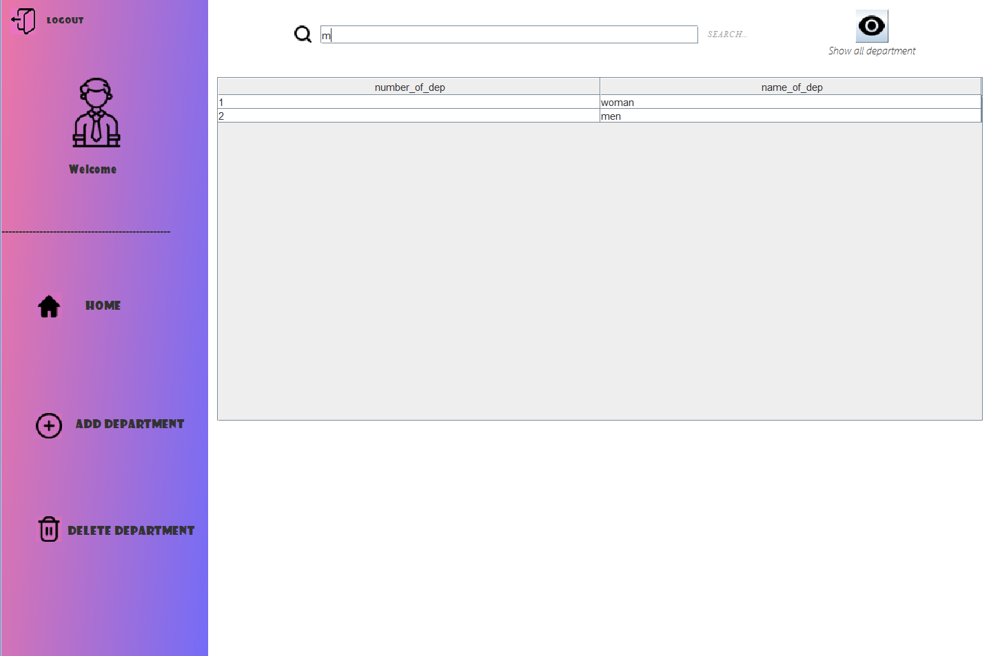 LOGOUT
m
SEARCH...
Show all department
number_of_dep name_of_dep
1 woman
2 men
Welcome
-------------------------------------------------
HOME
ADD DEPARTMENT
DELETE DEPARTMENT